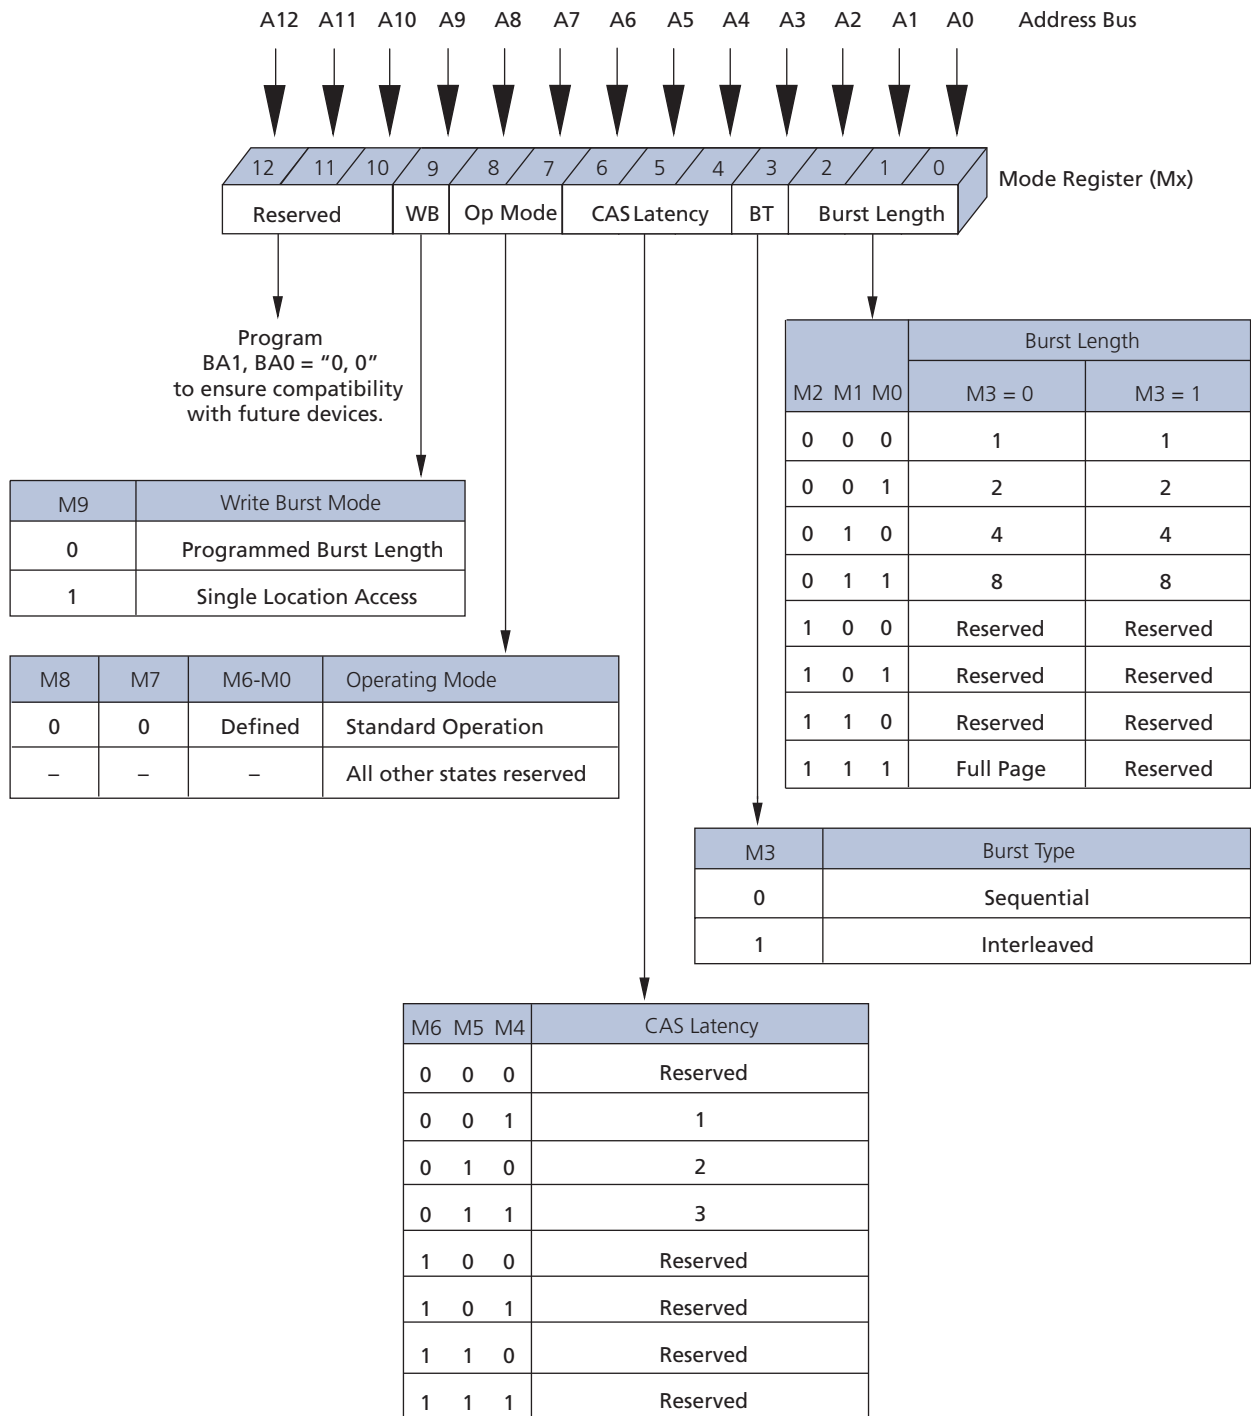 A12 A11 A10 A9 A8 A7 A6 A5 A4 A3 A2 A1 A0 Address Bus
12 11 10 9 8 7 6 5 4 3 2 1 0
Mode Register (Mx)
Reserved WB Op Mode CAS Latency BT Burst Length
Program
BA1, BA0 = “0, 0”
to ensure compatibility
with future devices.
Burst Length
M2 M1 M0 M3 = 0 M3 = 1
0 0 0 1 1
0 0 1 2 2
0 1 0 4 4
0 1 1 8 8
1 0 0 Reserved Reserved
1 0 1 Reserved Reserved
1 1 0 Reserved Reserved
1 1 1 Full Page Reserved
M9 Write Burst Mode
0 Programmed Burst Length
1 Single Location Access
M8 M7 M6-M0 Operating Mode
0 0 Defined Standard Operation
– – – All other states reserved
M3 Burst Type
0 Sequential
1 Interleaved
M6 M5 M4 CAS Latency
0 0 0 Reserved
0 0 1 1
0 1 0 2
0 1 1 3
1 0 0 Reserved
1 0 1 Reserved
1 1 0 Reserved
1 1 1 Reserved